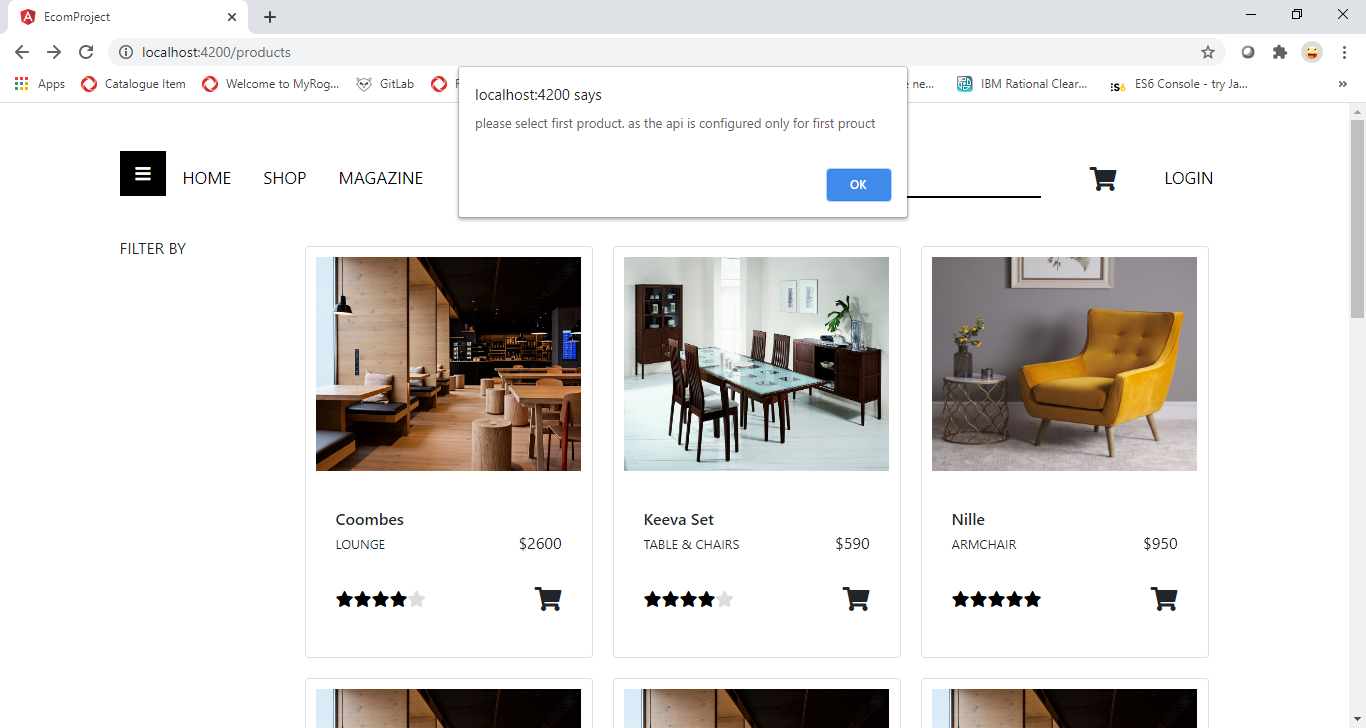 EcomProject
localhost:4200/products
Apps Catalogue Item Welcome to MyRog... GitLab ne... IBM Rational Clear... ES6 ES6 Console - try Ja... »
localhost:4200 says
please select first product. as the api is configured only for first prouct
OK
HOME SHOP MAGAZINE LOGIN
FILTER BY
Coombes
LOUNGE $2600
Keeva Set
TABLE & CHAIRS $590
Nille
ARMCHAIR $950